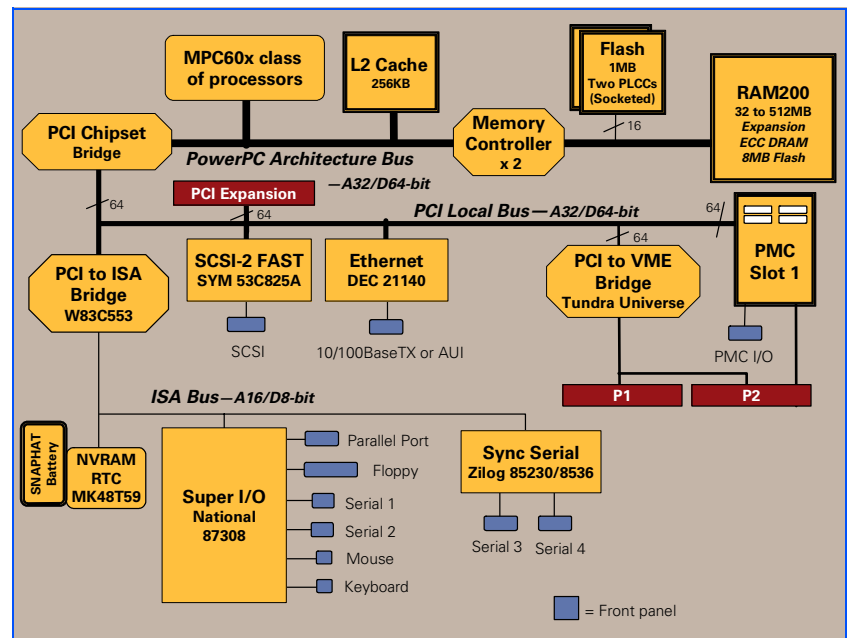 MPC60x class
of processors
L2 Cache
256KB
Flash
1MB
Two PLCCs
(Socketed)
RAM200
32 to 512MB
Expansion
ECC DRAM
8MB Flash
PCI Chipset
Bridge
Memory
Controller
x 2
16
PowerPC Architecture Bus
—A32/D64-bit
64
PCI Expansion
64
PCI Local Bus—A32/D64-bit
64
64
PCI to ISA
Bridge
W83C553
SCSI-2 FAST
SYM 53C825A
Ethernet
DEC 21140
PCI to VME
Bridge
Tundra Universe
PMC
Slot 1
SCSI
10/100BaseTX or AUI
PMC I/O
P1
P2
ISA Bus—A16/D8-bit
SNAPHAT
Battery
NVRAM
RTC
MK48T59
Super I/O
National
87308
Parallel Port
Floppy
Serial 1
Serial 2
Mouse
Keyboard
Sync Serial
Zilog 85230/8536
Serial 3
Serial 4
= Front panel